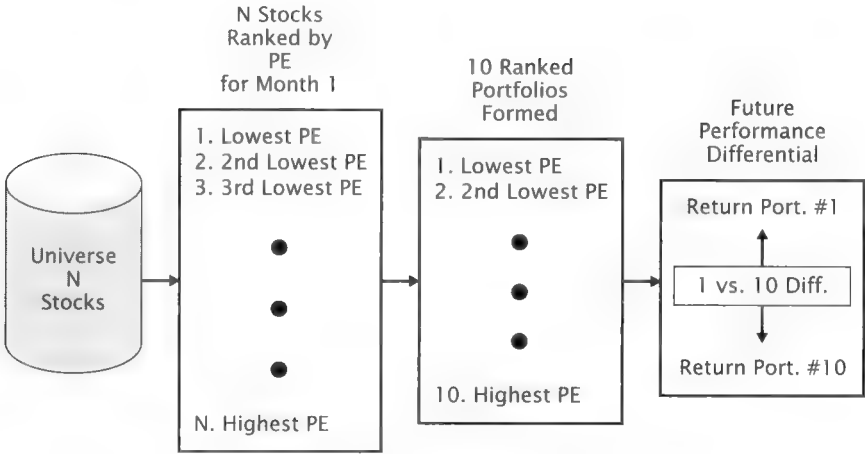 N Stocks
Ranked by
PE
for Month 1
10 Ranked
Portfolios
Formed
Future
Performance
Differential
Universe
N
Stocks
1. Lowest PE
2. 2nd Lowest PE
3. 3rd Lowest PE
N. Highest PE
1. Lowest PE
2. 2nd Lowest PE
10. Highest PE
Return Port. #1
1 vs. 10 Diff.
Return Port. #10